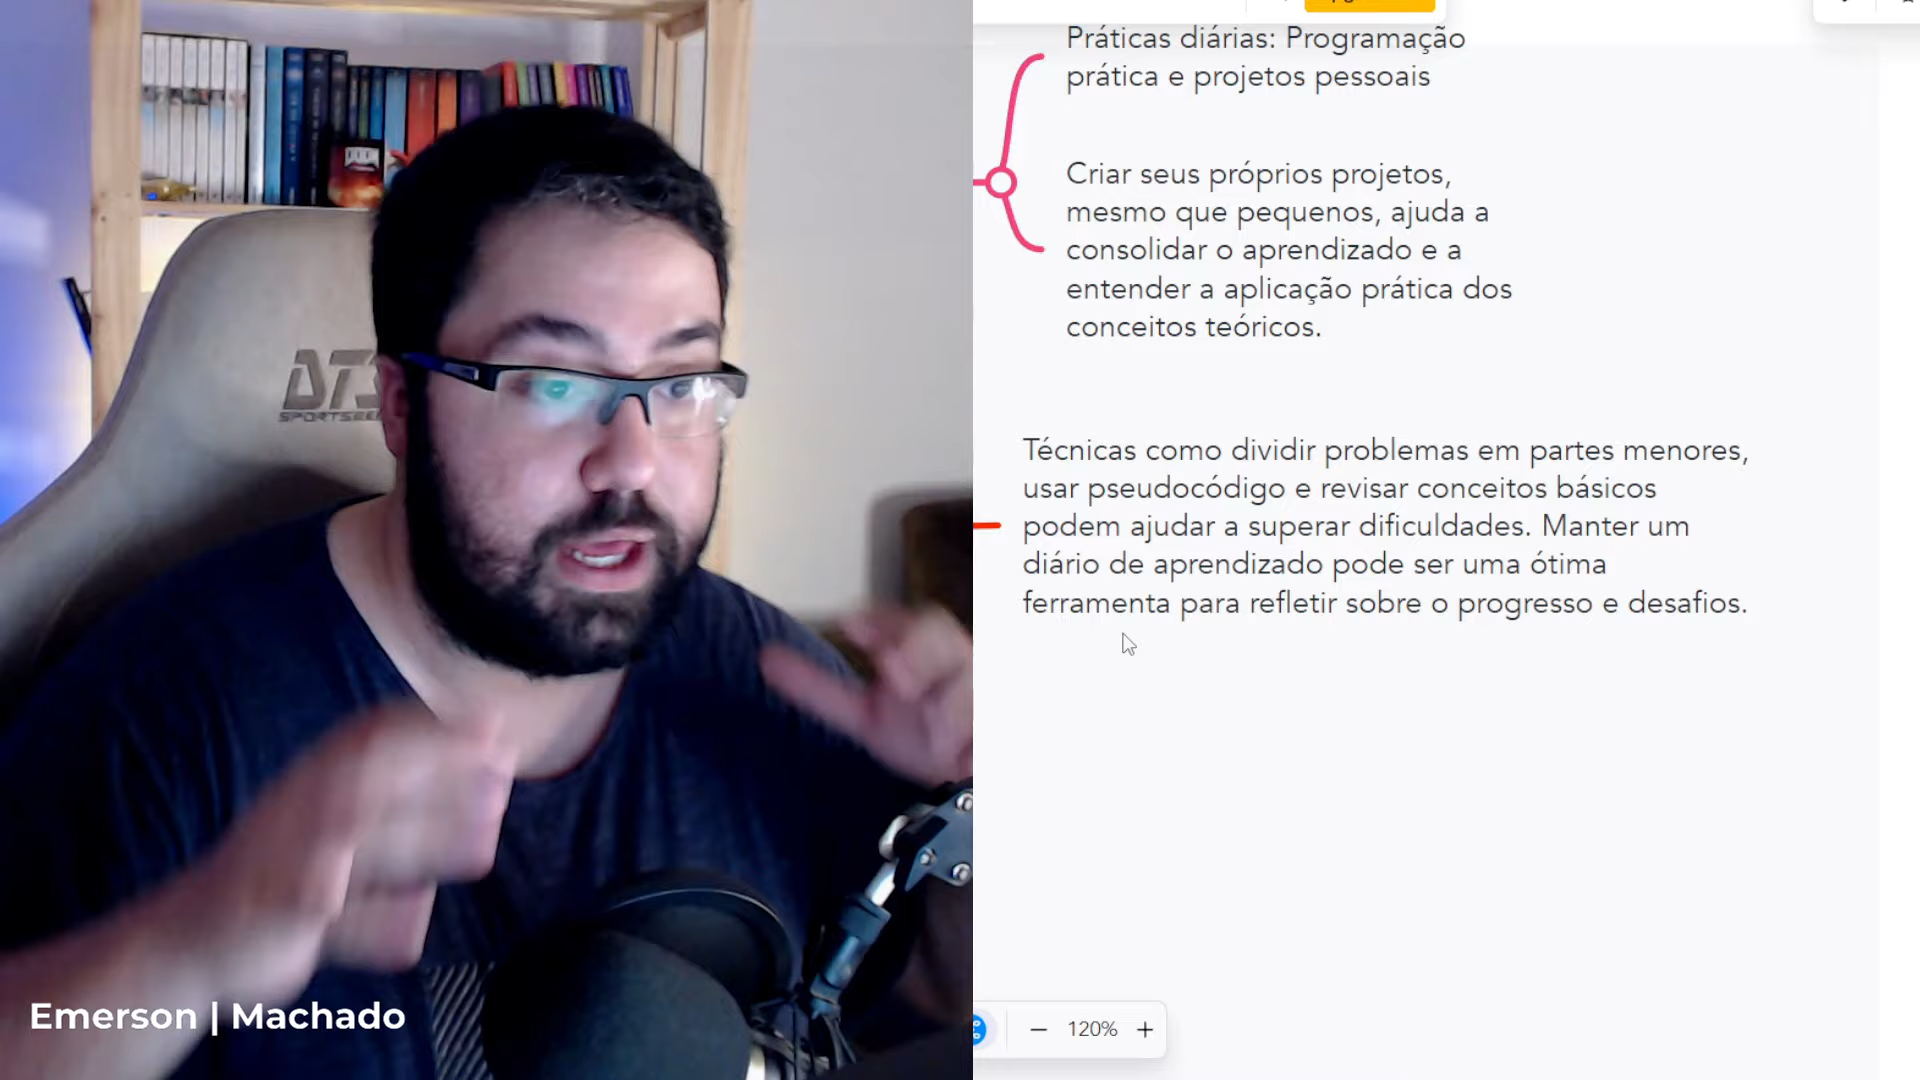 Práticas diárias: Programação
prática e projetos pessoais
Criar seus próprios projetos,
mesmo que pequenos, ajuda a
consolidar o aprendizado e a
entender a aplicação prática dos
conceitos teóricos.
Técnicas como dividir problemas em partes menores,
usar pseudocódigo e revisar conceitos básicos
podem ajudar a superar dificuldades. Manter um
diário de aprendizado pode ser uma ótima
ferramenta para refletir sobre o progresso e desafios.
SPORTSEE
Emerson | Machado
120%